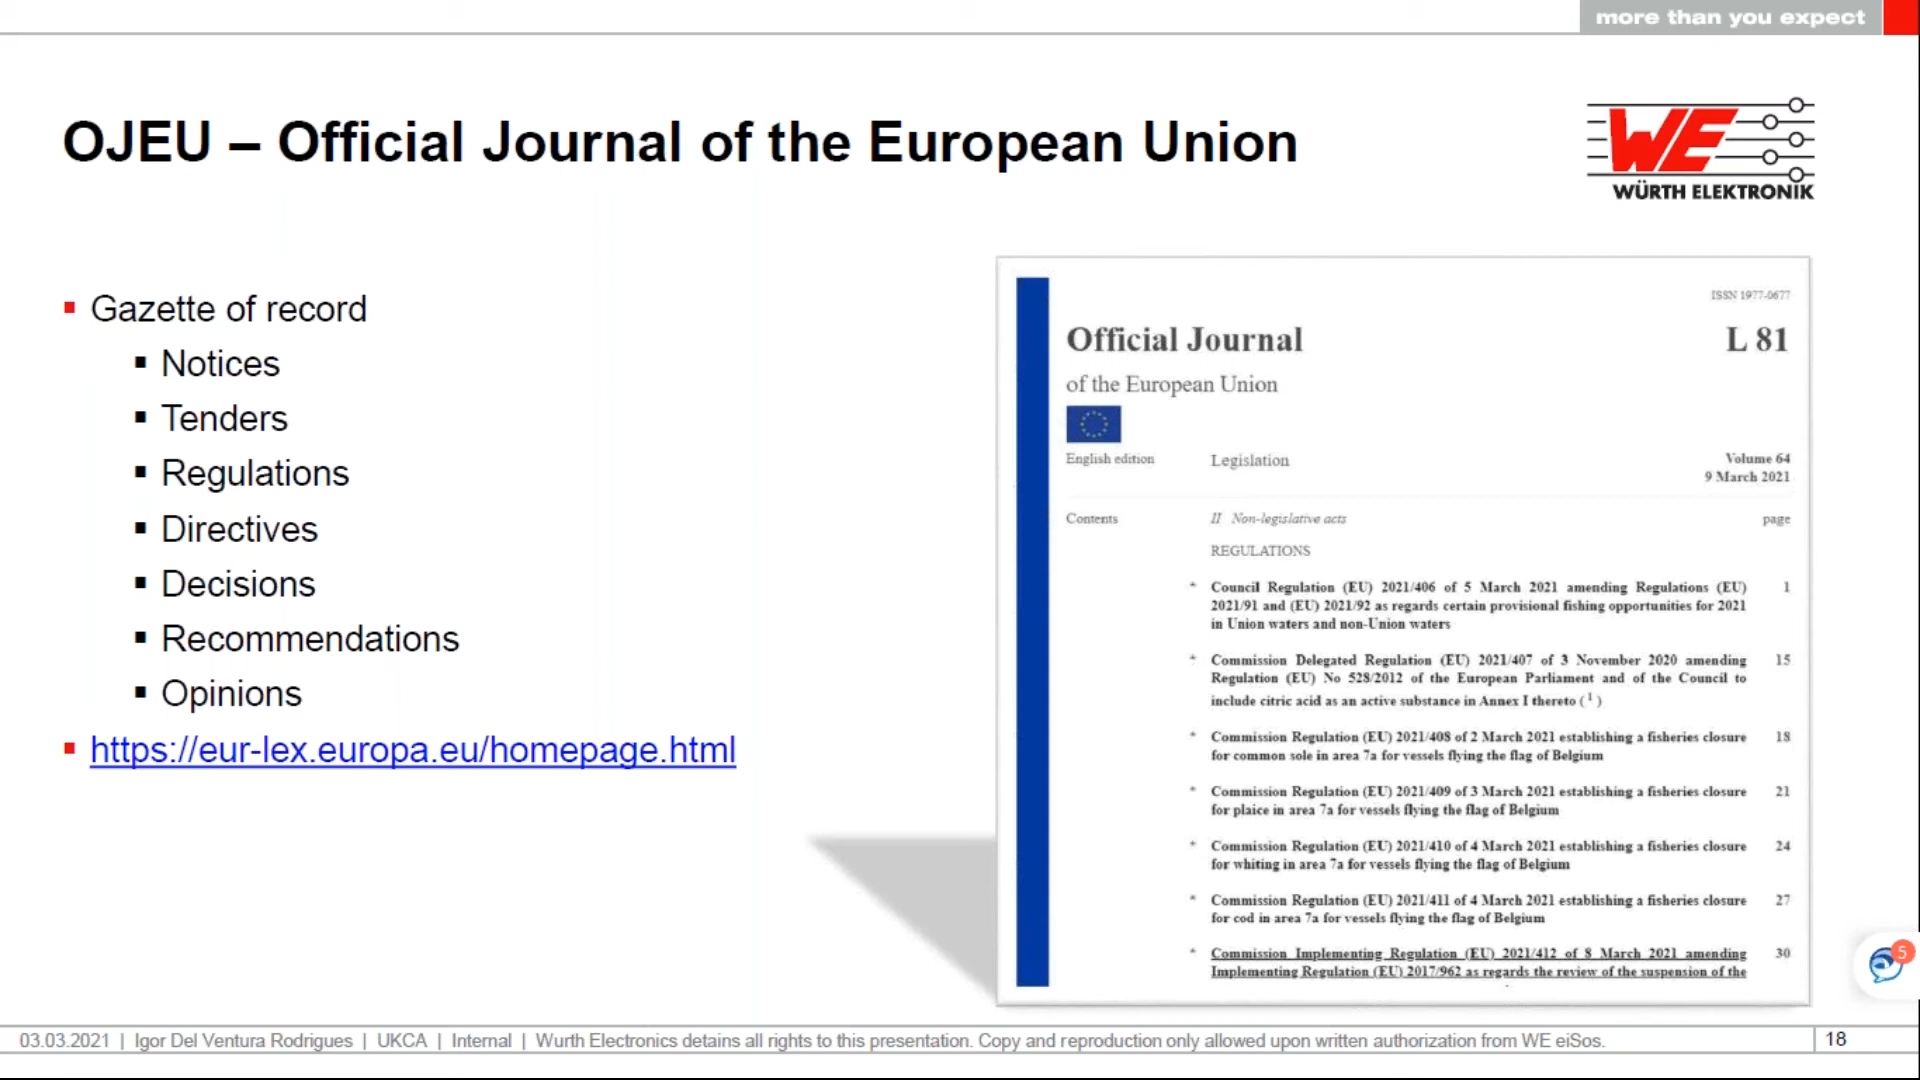 more than you expect
OJEU – Official Journal of the European Union
WE
WÜRTH ELEKTRONIK
Gazette of record
Notices
Tenders
Regulations
Directives
Decisions
Recommendations
Opinions
https://eur-lex.europa.eu/homepage.html
ISSN 1977-0677
Official Journal
L 81
of the European Union
English edition
Legislation
Volume 64
9 March 2021
Contents
II Non-legislative acts
page
REGULATIONS
* Council Regulation (EU) 2021/406 of 5 March 2021 amending Regulations (EU) 1
2021/91 and (EU) 2021/92 as regards certain provisional fishing opportunities for 2021
in Union waters and non-Union waters
* Commission Delegated Regulation (EU) 2021/407 of 3 November 2020 amending 15
Regulation (EU) No 528/2012 of the European Parliament and of the Council to
include citric acid as an active substance in Annex I thereto (1)
* Commission Regulation (EU) 2021/408 of 2 March 2021 establishing a fisheries closure 18
for common sole in area 7a for vessels flying the flag of Belgium
* Commission Regulation (EU) 2021/409 of 3 March 2021 establishing a fisheries closure 21
for plaice in area 7a for vessels flying the flag of Belgium
* Commission Regulation (EU) 2021/410 of 4 March 2021 establishing a fisheries closure 24
for whiting in area 7a for vessels flying the flag of Belgium
* Commission Regulation (EU) 2021/411 of 4 March 2021 establishing a fisheries closure 27
for cod in area 7a for vessels flying the flag of Belgium
* Commission Implementing Regulation (EU) 2021/412 of 8 March 2021 amending 30
Implementing Regulation (EU) 2017/962 as regards the review of the suspension of the
5
03.03.2021 | Igor Del Ventura Rodrigues | UKCA | Internal | Wurth Electronics detains all rights to this presentation. Copy and reproduction only allowed upon written authorization from WE eiSos.
18